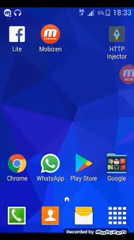 18:33
Lite
Mobizen
HTTP
Injector
Chrome
WhatsApp
Play Store
Google
Recorded by